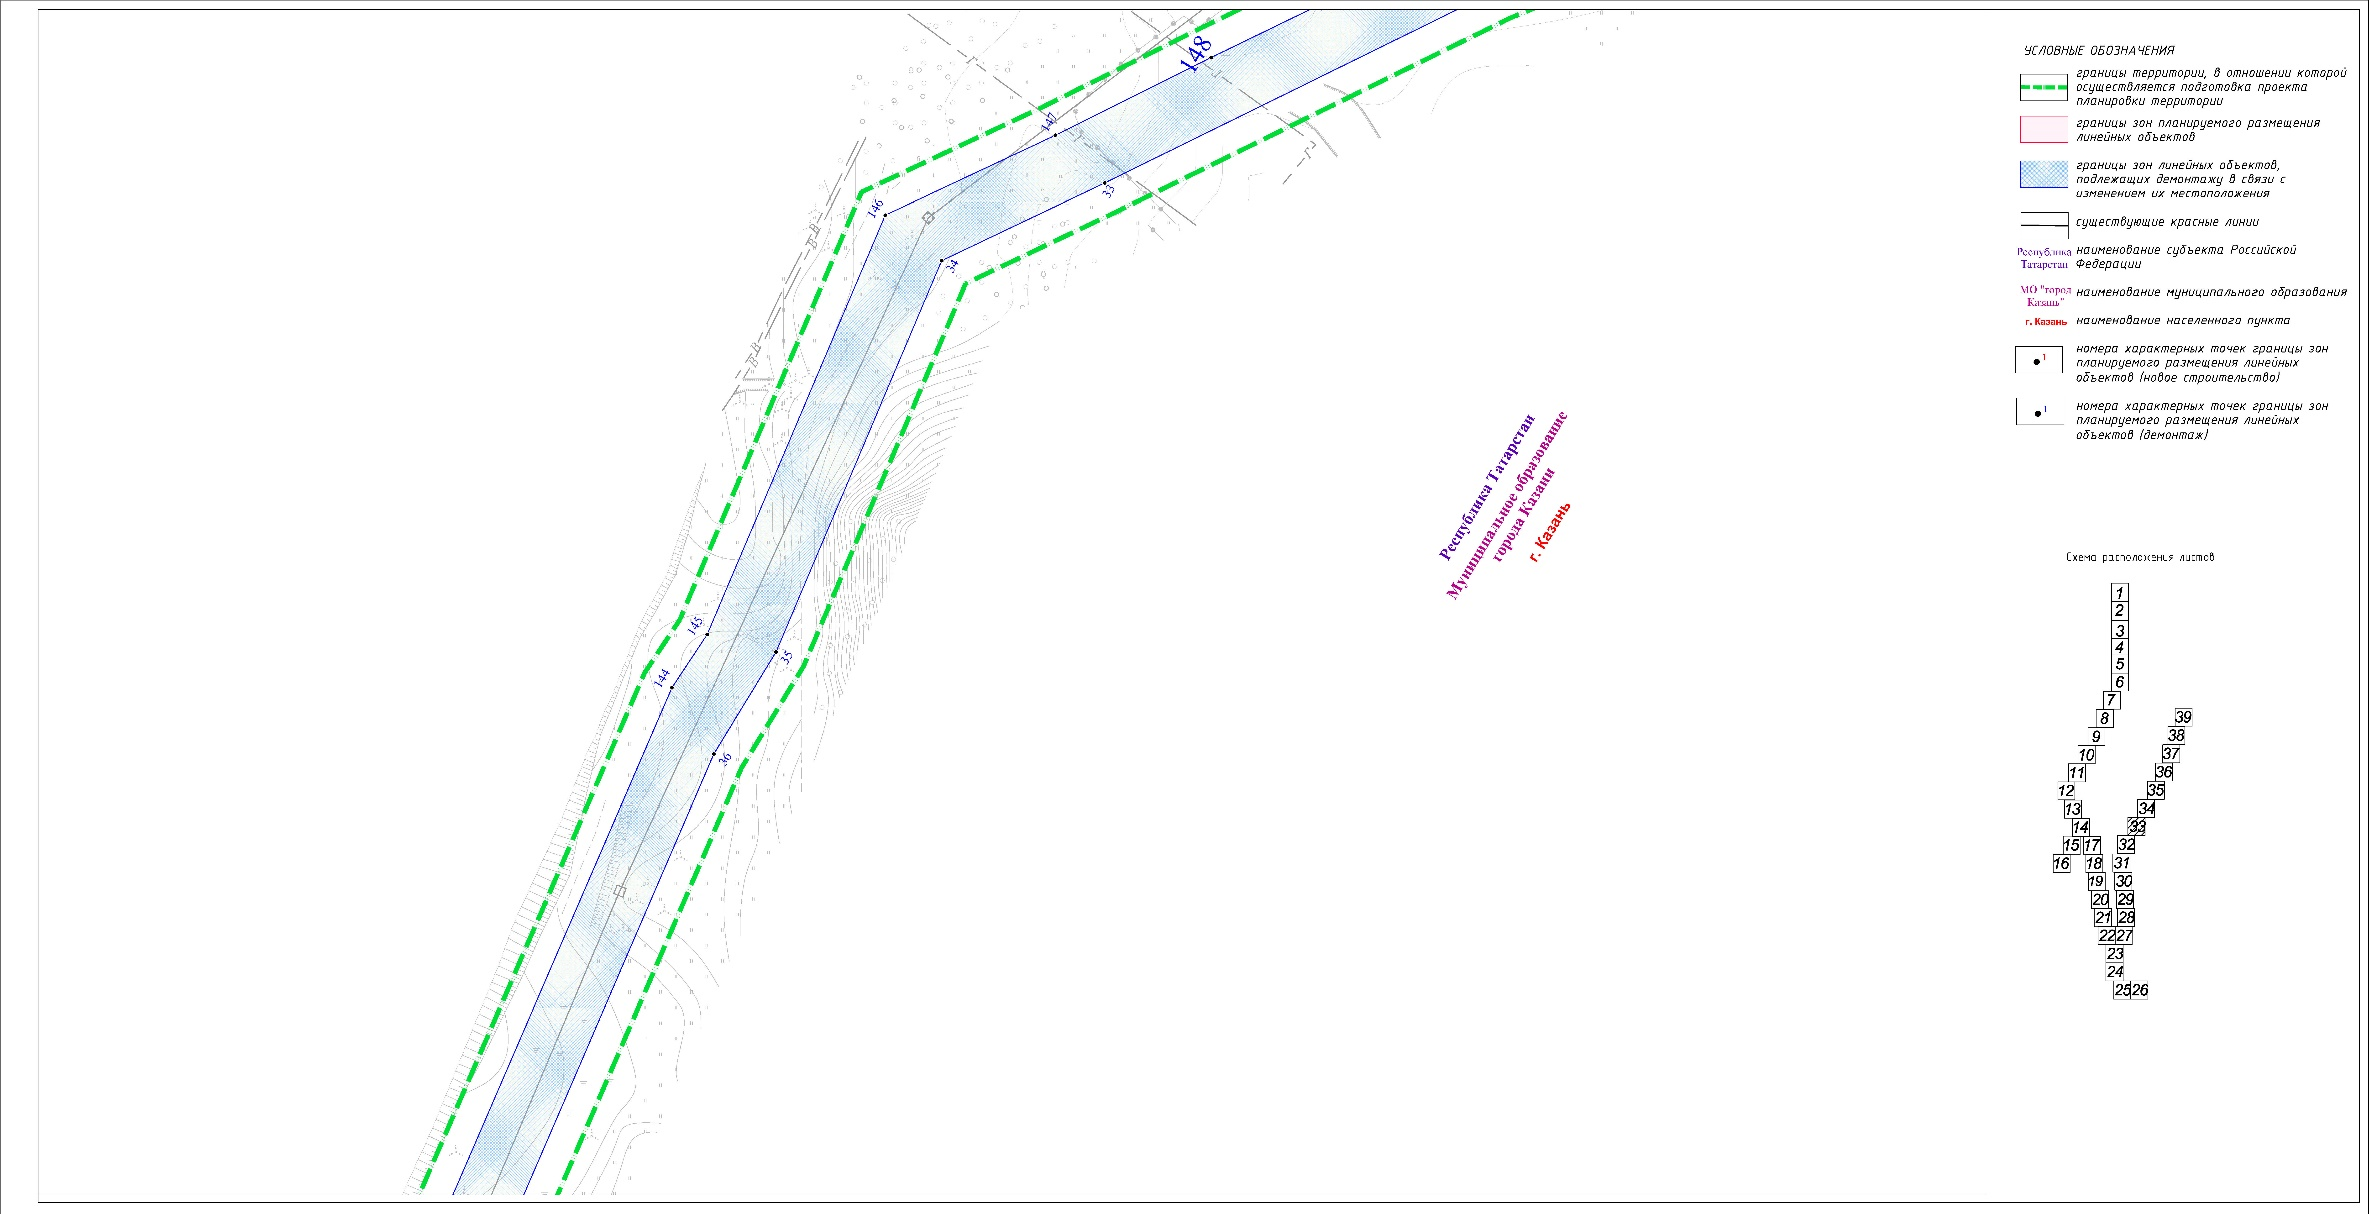 148
147
146
33
34
145
35
144
36
В
В
В
В
Республика Татарстан
Муниципальное образование
города Казани
г. Казань
УСЛОВНЫЕ ОБОЗНАЧЕНИЯ
границы территории, в отношении которой
осуществляется подготовка проекта
планировки территории
границы зон планируемого размещения
линейных объектов
границы зон линейных объектов,
подлежащих демонтажу в связи с
изменением их местоположения
существующие красные линии
Республика
Татарстан
наименование субъекта Российской
Федерации
МО "город
Казань"
наименование муниципального образования
г. Казань
наименование населенного пункта
1
номера характерных точек границы зон
планируемого размещения линейных
объектов (новое строительство)
1
номера характерных точек границы зон
планируемого размещения линейных
объектов (демонтаж)
Схема расположения листов
1
2
3
4
5
6
7
8 39
9 38
10 37
11 36
12 35
13 34
14 33
15 17 32
16 18 31
19 30
20 29
21 28
22 27
23
24
25 26